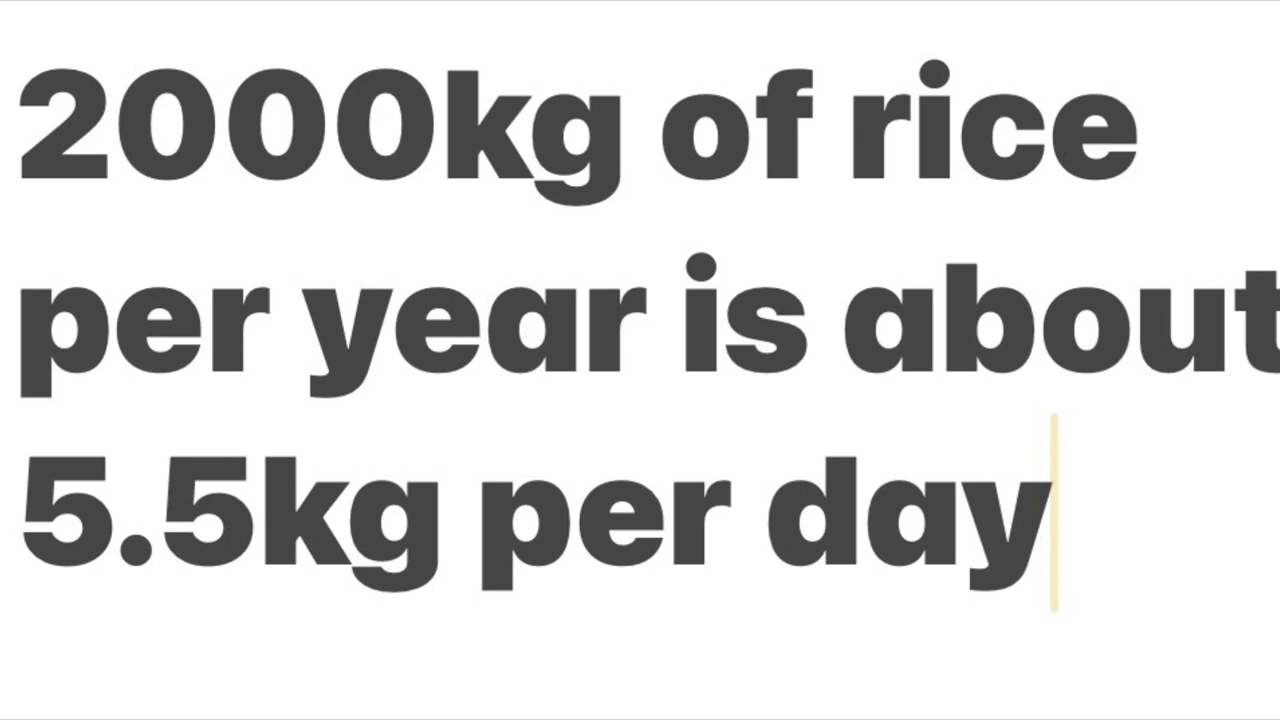 2000kg of rice
per year is about
5.5kg per day